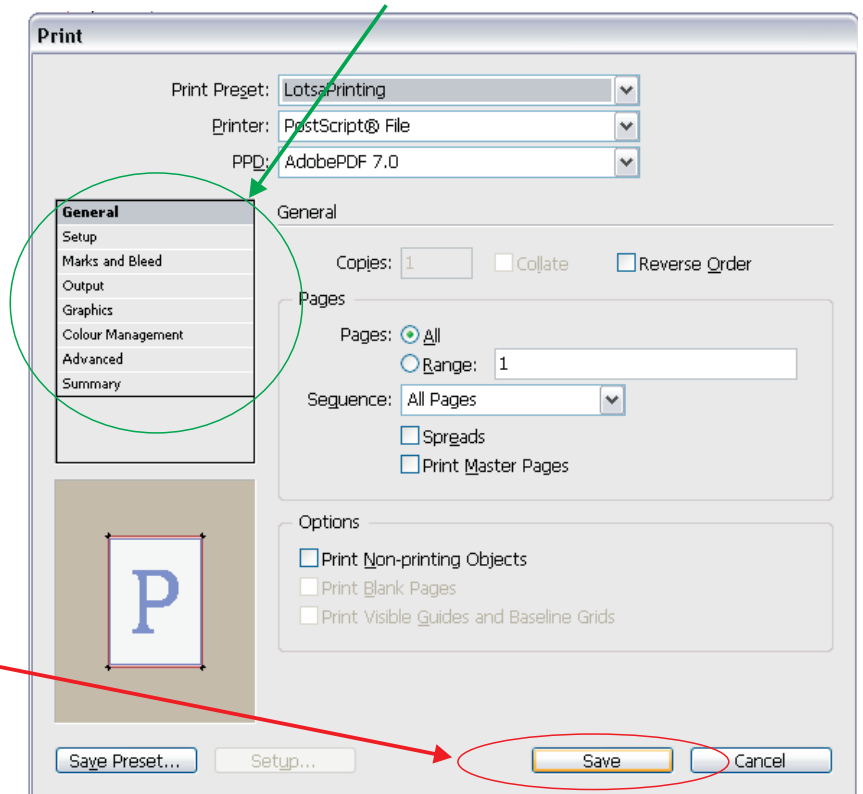 Print
Print Preset: LotsaPrinting
Printer: PostScript® File
PPD: AdobePDF 7.0
General
Setup
Marks and Bleed
Output
Graphics
Colour Management
Advanced
Summary
General
Copies: 1 Collate Reverse Order
Pages
Pages: All
Range: 1
Sequence: All Pages
Spreads
Print Master Pages
Options
Print Non-printing Objects
Print Blank Pages
Print Visible Guides and Baseline Grids
P
Save Preset... Setup... Save Cancel